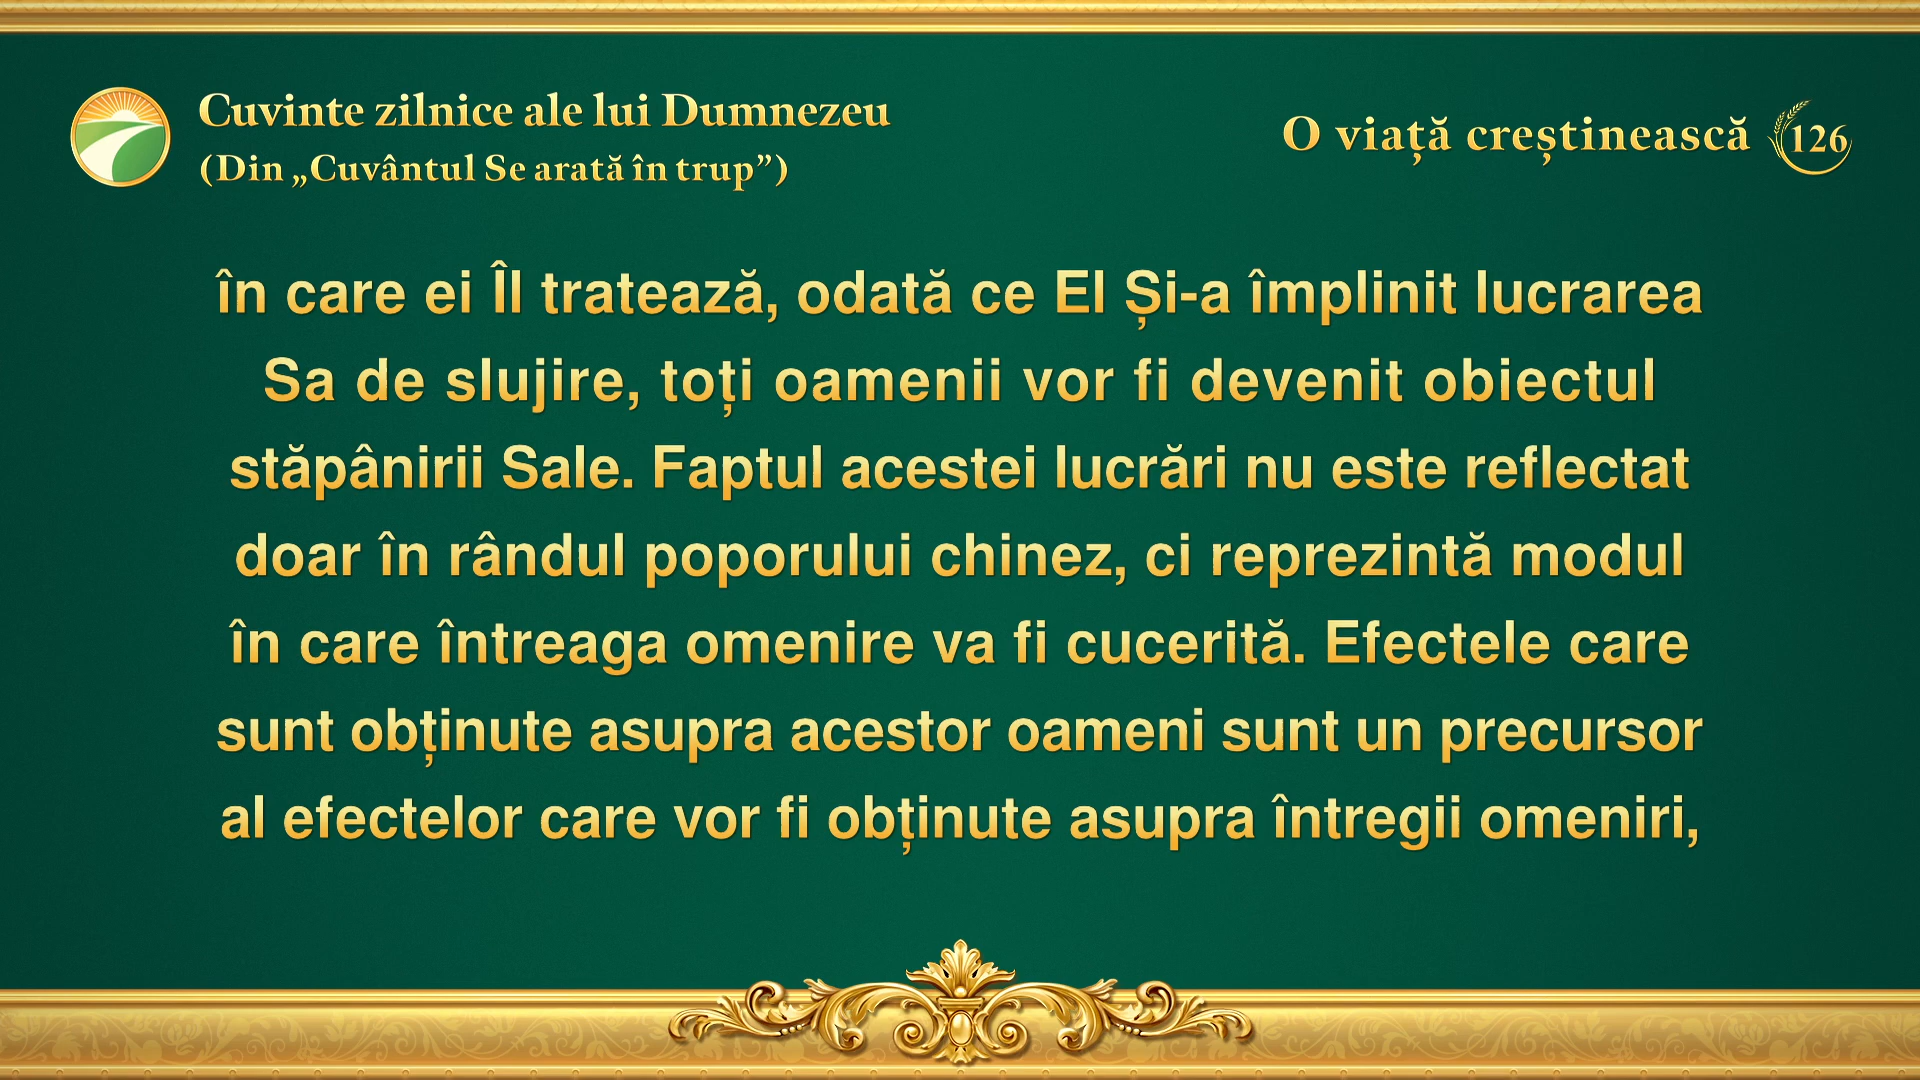 Cuvinte zilnice ale lui Dumnezeu
(Din „Cuvântul Se arată în trup”)
O viață creștinească 126
în care ei Îl tratează, odată ce El Și-a împlinit lucrarea
Sa de slujire, toți oamenii vor fi devenit obiectul
stăpânirii Sale. Faptul acestei lucrări nu este reflectat
doar în rândul poporului chinez, ci reprezintă modul
în care întreaga omenire va fi cucerită. Efectele care
sunt obținute asupra acestor oameni sunt un precursor
al efectelor care vor fi obținute asupra întregii omeniri,